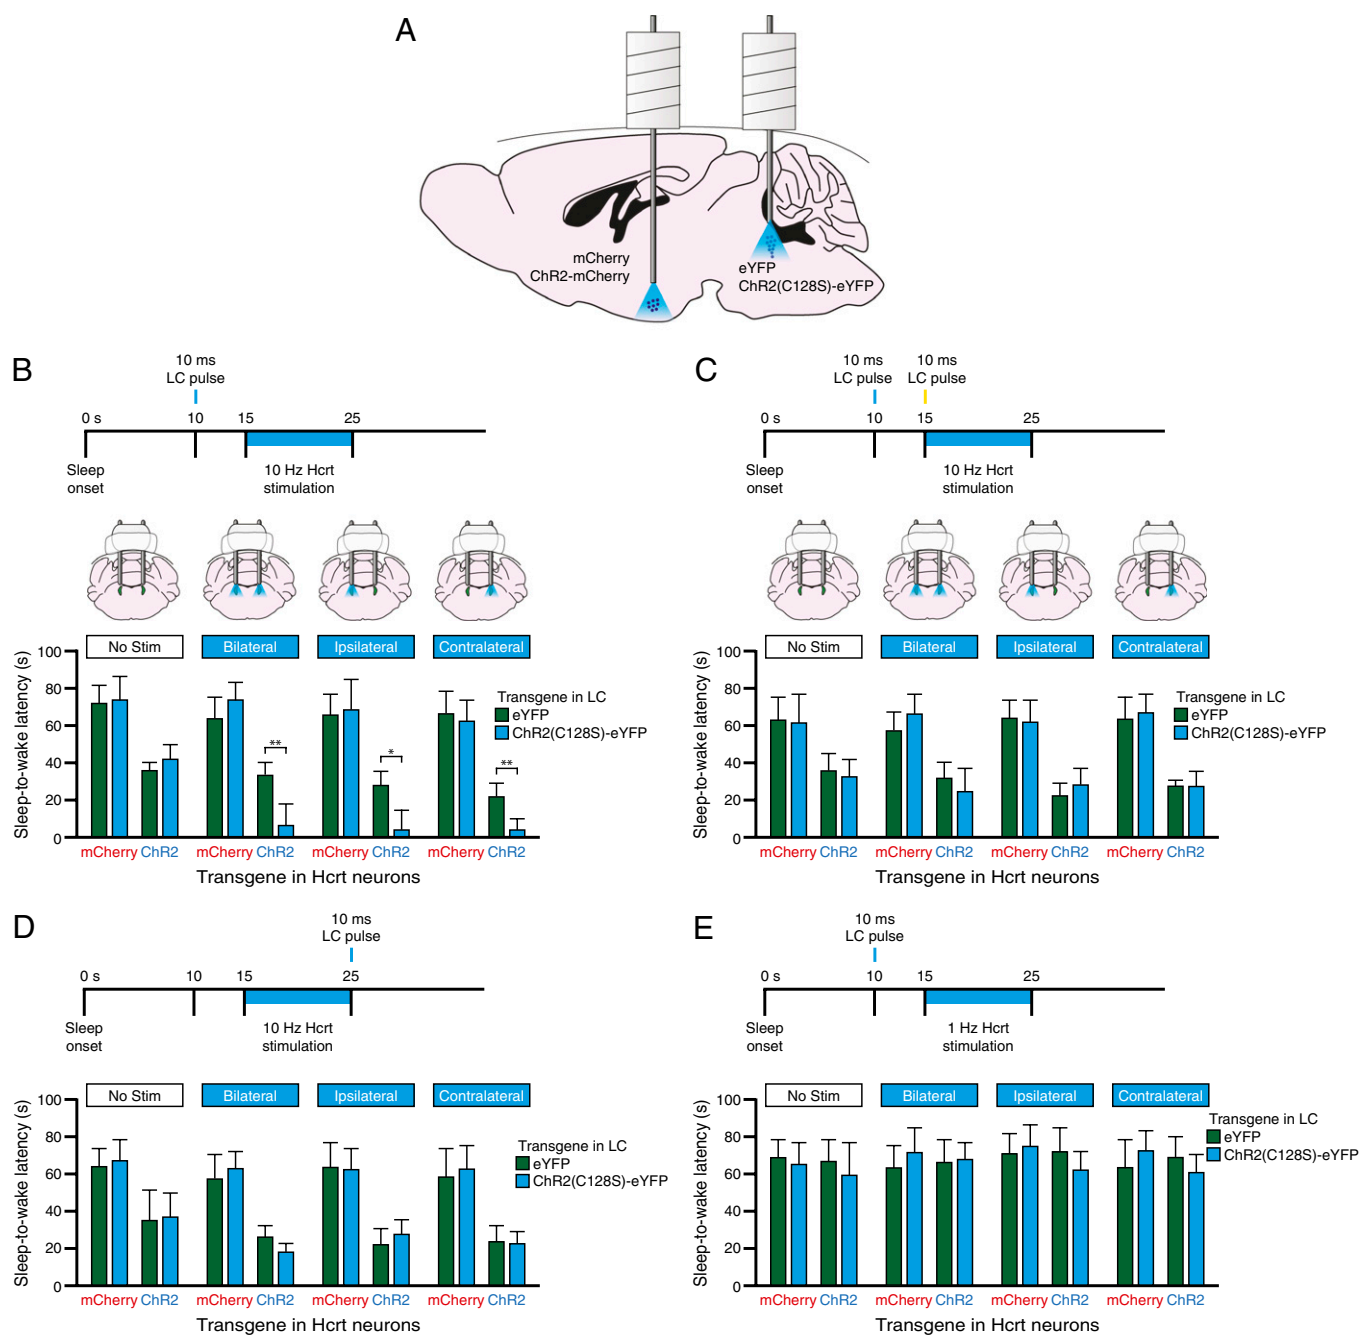 A
mCherry
ChR2-mCherry
eYFP
ChR2(C128S)-eYFP
B
10 ms
LC pulse
0 s 10 15 25
Sleep
onset
10 Hz Hcrt
stimulation
No Stim Bilateral Ipsilateral Contralateral
Sleep-to-wake latency (s)
100
80
60
40
20
0
** * **
Transgene in LC
eYFP
ChR2(C128S)-eYFP
mCherry ChR2 mCherry ChR2 mCherry ChR2 mCherry ChR2
Transgene in Hcrt neurons
C
10 ms
LC pulse
10 ms
LC pulse
0 s 10 15 25
Sleep
onset
10 Hz Hcrt
stimulation
No Stim Bilateral Ipsilateral Contralateral
Sleep-to-wake latency (s)
100
80
60
40
20
0
Transgene in LC
eYFP
ChR2(C128S)-eYFP
mCherry ChR2 mCherry ChR2 mCherry ChR2 mCherry ChR2
Transgene in Hcrt neurons
D
10 ms
LC pulse
0 s 10 15 25
Sleep
onset
10 Hz Hcrt
stimulation
No Stim Bilateral Ipsilateral Contralateral
Sleep-to-wake latency (s)
100
80
60
40
20
0
Transgene in LC
eYFP
ChR2(C128S)-eYFP
mCherry ChR2 mCherry ChR2 mCherry ChR2 mCherry ChR2
Transgene in Hcrt neurons
E
10 ms
LC pulse
0 s 10 15 25
Sleep
onset
1 Hz Hcrt
stimulation
No Stim Bilateral Ipsilateral Contralateral
Sleep-to-wake latency (s)
100
80
60
40
20
0
Transgene in LC
eYFP
ChR2(C128S)-eYFP
mCherry ChR2 mCherry ChR2 mCherry ChR2 mCherry ChR2
Transgene in Hcrt neurons